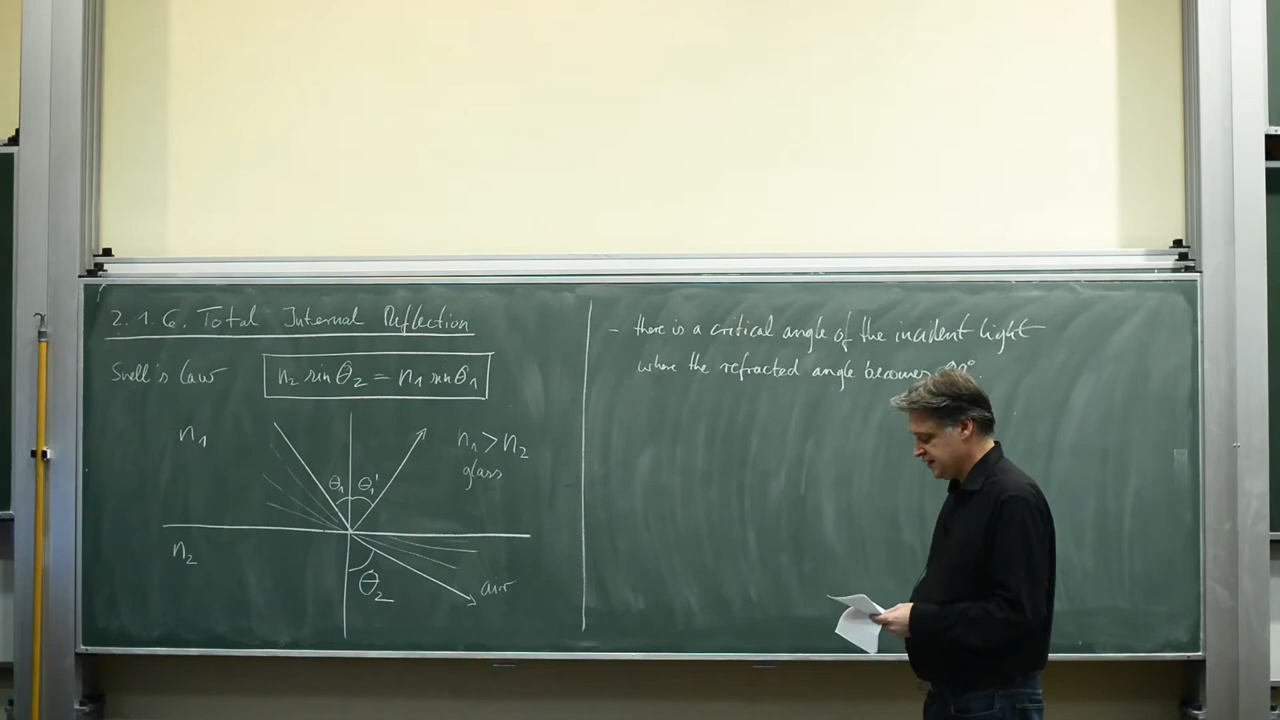 2.1.6. Total Internal Reflection
Snell's law
n₂ sin θ₂ = n₁ sin θ₁
n₁
n₁ > n₂
glass
θ₁ θ₁'
n₂
θ₂
air
- there is a critical angle of the incident light
where the refracted angle becomes 90°.